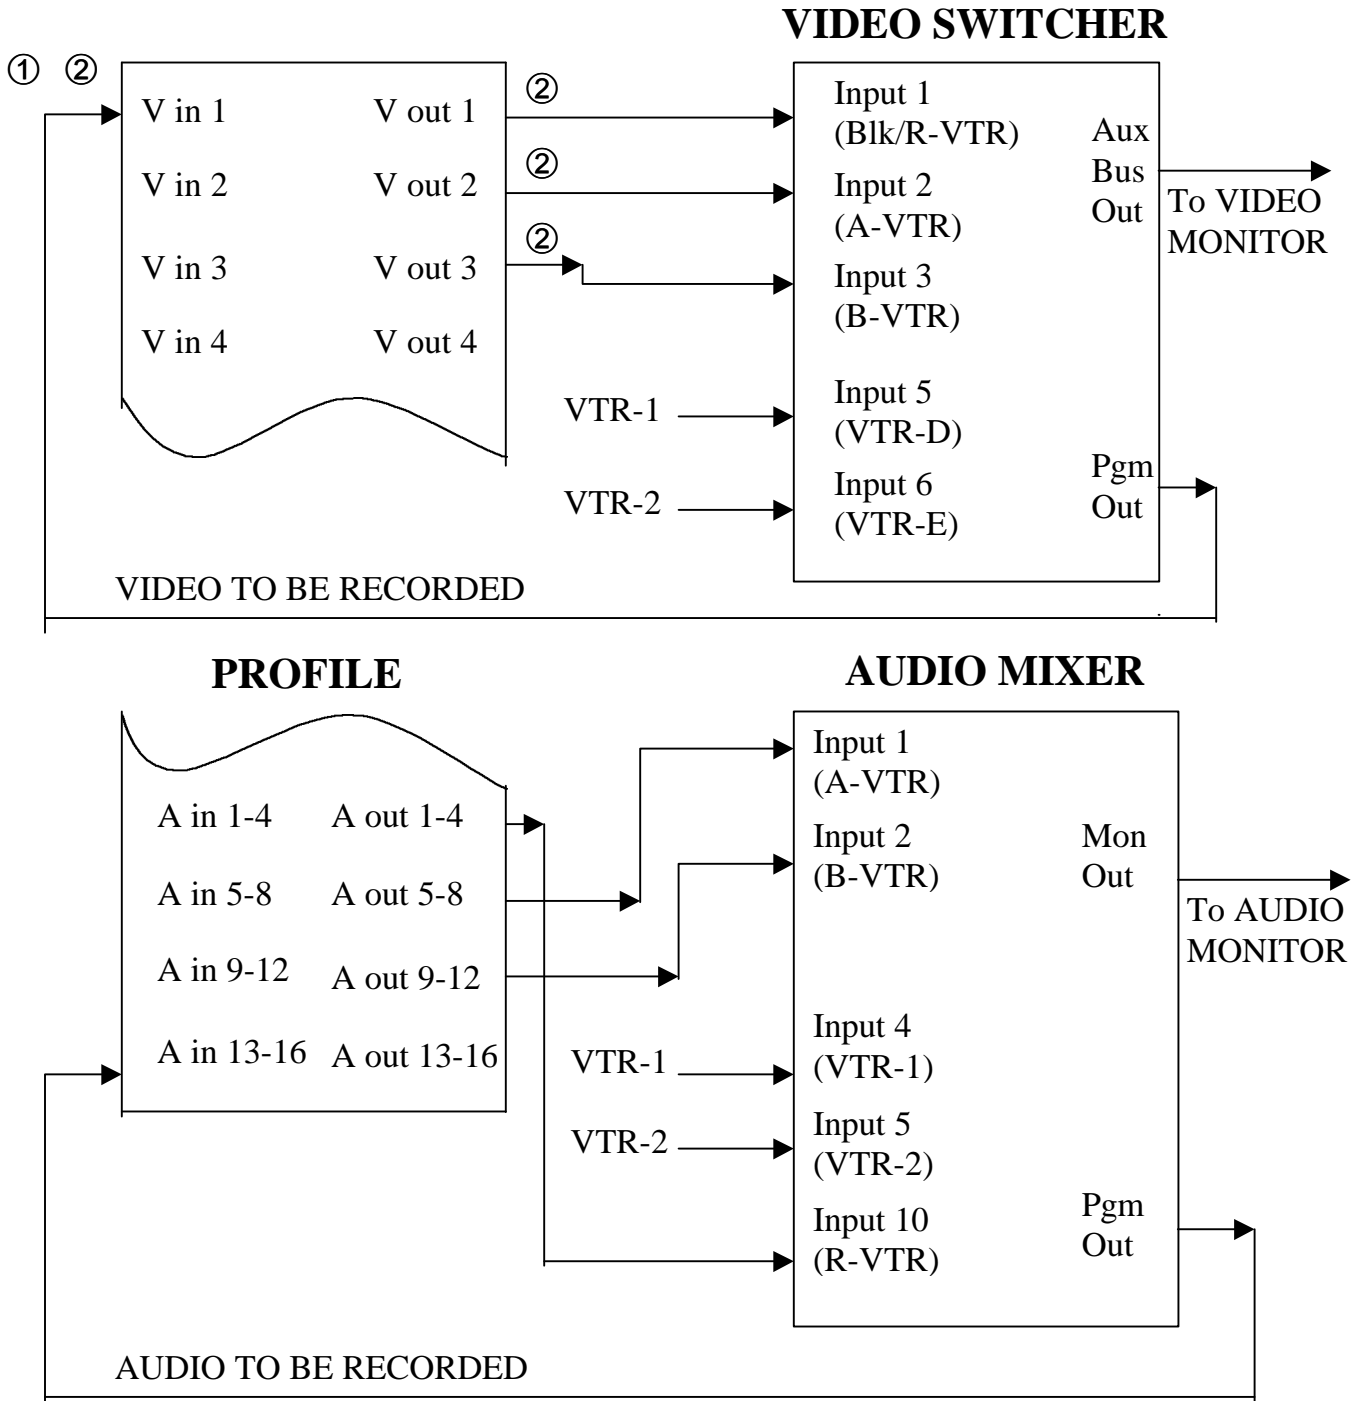 VIDEO SWITCHER
① ②
V in 1
V out 1
V in 2
V out 2
V in 3
V out 3
V in 4
V out 4
②
②
②
Input 1
(Blk/R-VTR)
Input 2
(A-VTR)
Input 3
(B-VTR)
VTR-1
Input 5
(VTR-D)
VTR-2
Input 6
(VTR-E)
Aux
Bus
Out
To VIDEO
MONITOR
Pgm
Out
VIDEO TO BE RECORDED
PROFILE
AUDIO MIXER
A in 1-4
A out 1-4
A in 5-8
A out 5-8
A in 9-12
A out 9-12
A in 13-16
A out 13-16
Input 1
(A-VTR)
Input 2
(B-VTR)
Mon
Out
To AUDIO
MONITOR
VTR-1
Input 4
(VTR-1)
VTR-2
Input 5
(VTR-2)
Input 10
(R-VTR)
Pgm
Out
AUDIO TO BE RECORDED